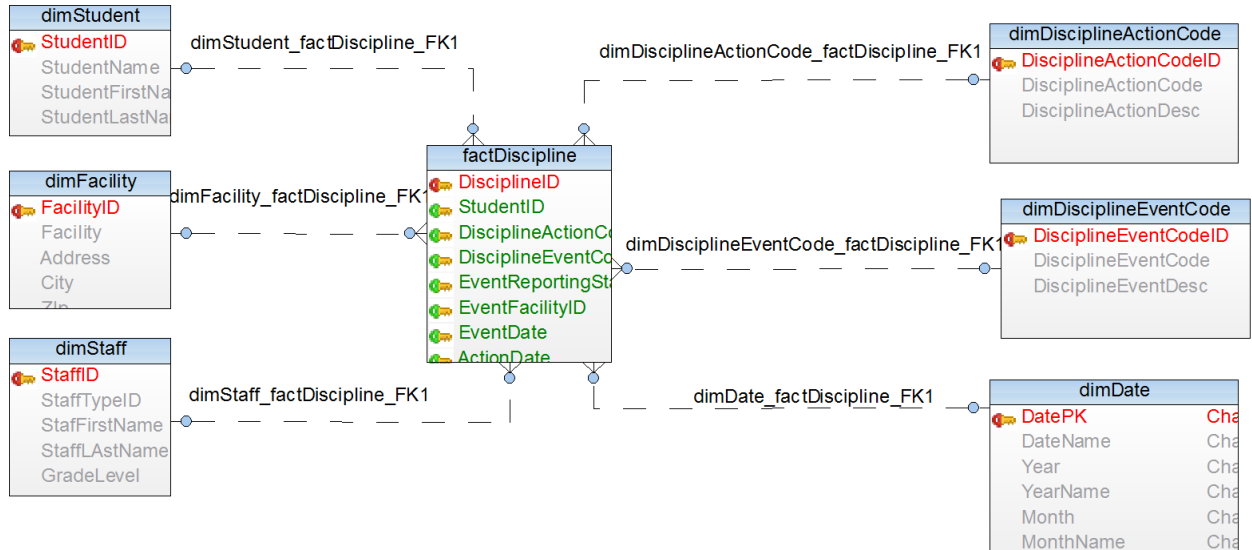 dimStudent
StudentID
StudentName
StudentFirstNa
StudentLastNa
dimStudent_factDiscipline_FK1
dimFacility
FacilityID
Facility
Address
City
ZIp
dimFacility_factDiscipline_FK1
dimStaff
StaffID
StaffTypeID
StafFirstName
StaffLAstName
GradeLevel
dimStaff_factDiscipline_FK1
factDiscipline
DisciplineID
StudentID
DisciplineActionCo
DisciplineEventCo
EventReportingSta
EventFacilityID
EventDate
ActionDate
dimDisciplineActionCode_factDiscipline_FK1
dimDisciplineActionCode
DisciplineActionCodeID
DisciplineActionCode
DisciplineActionDesc
dimDisciplineEventCode_factDiscipline_FK1
dimDisciplineEventCode
DisciplineEventCodeID
DisciplineEventCode
DisciplineEventDesc
dimDate_factDiscipline_FK1
dimDate
DatePK Cha
DateName Cha
Year Cha
YearName Cha
Month Cha
MonthName Cha